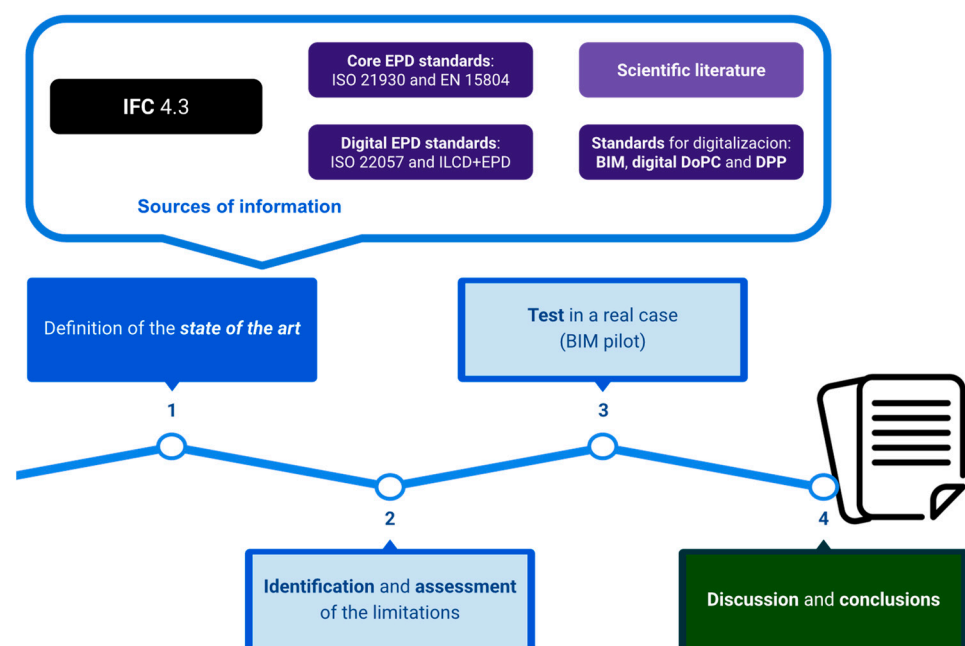 IFC 4.3
Core EPD standards:
ISO 21930 and EN 15804
Scientific literature
Digital EPD standards:
ISO 22057 and ILCD+EPD
Standards for digitalizacion:
BIM, digital DoPC and DPP
Sources of information
Definition of the state of the art
1
Test in a real case
(BIM pilot)
3
2
Identification and assessment
of the limitations
4
Discussion and conclusions